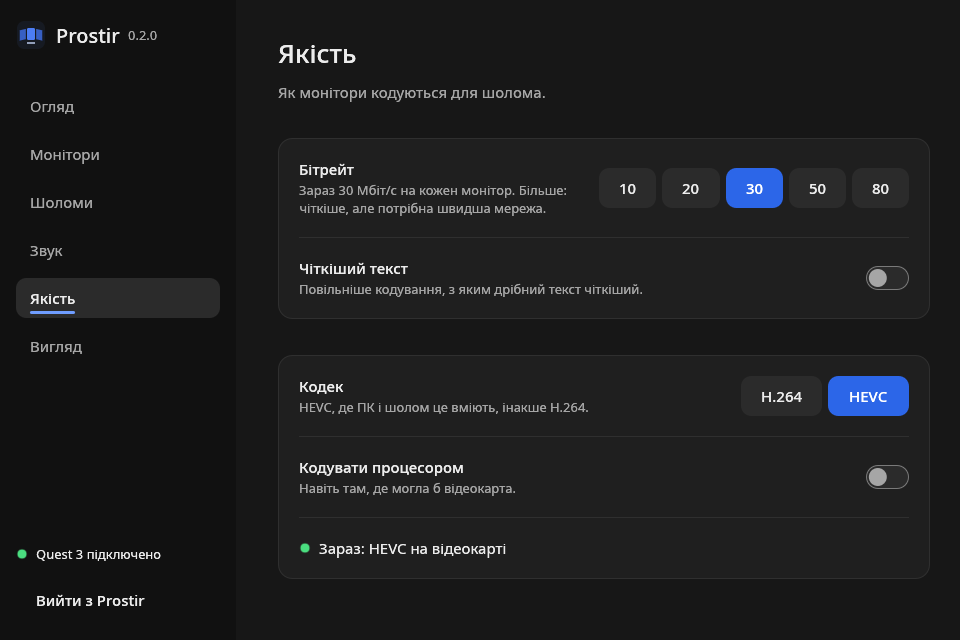 Prostir 0.2.0
Огляд
Монітори
Шоломи
Звук
Якість
Вигляд
Quest 3 підключено
Вийти з Prostir
Якість
Як монітори кодуються для шолома.
Бітрейт
Зараз 30 Мбіт/с на кожен монітор. Більше:
чіткіше, але потрібна швидша мережа.
10 20 30 50 80
Чіткіший текст
Повільніше кодування, з яким дрібний текст чіткіший.
Кодек
HEVC, де ПК і шолом це вміють, інакше H.264.
H.264 HEVC
Кодувати процесором
Навіть там, де могла б відеокарта.
Зараз: HEVC на відеокарті